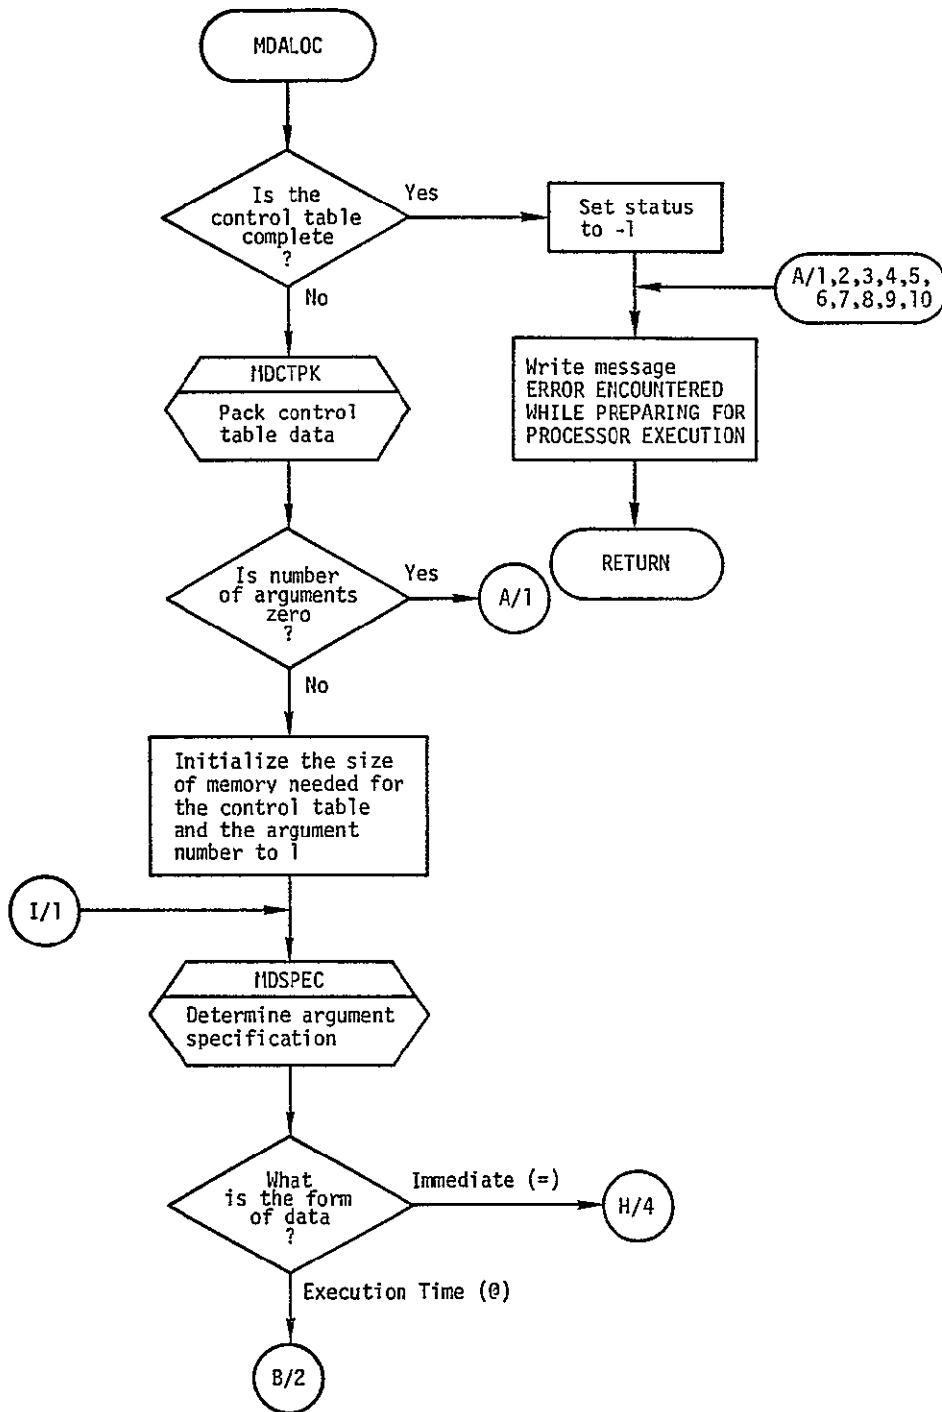 MDALOC
Is the
control table
complete
?
Yes
Set status
to -1
No
A/1,2,3,4,5,
6,7,8,9,10
MDCTPK
Pack control
table data
Write message
ERROR ENCOUNTERED
WHILE PREPARING FOR
PROCESSOR EXECUTION
RETURN
Is number
of arguments
zero
?
Yes
A/1
No
Initialize the size
of memory needed for
the control table
and the argument
number to 1
I/1
MDSPEC
Determine argument
specification
What
is the form
of data
?
Immediate (=)
H/4
Execution Time (@)
B/2